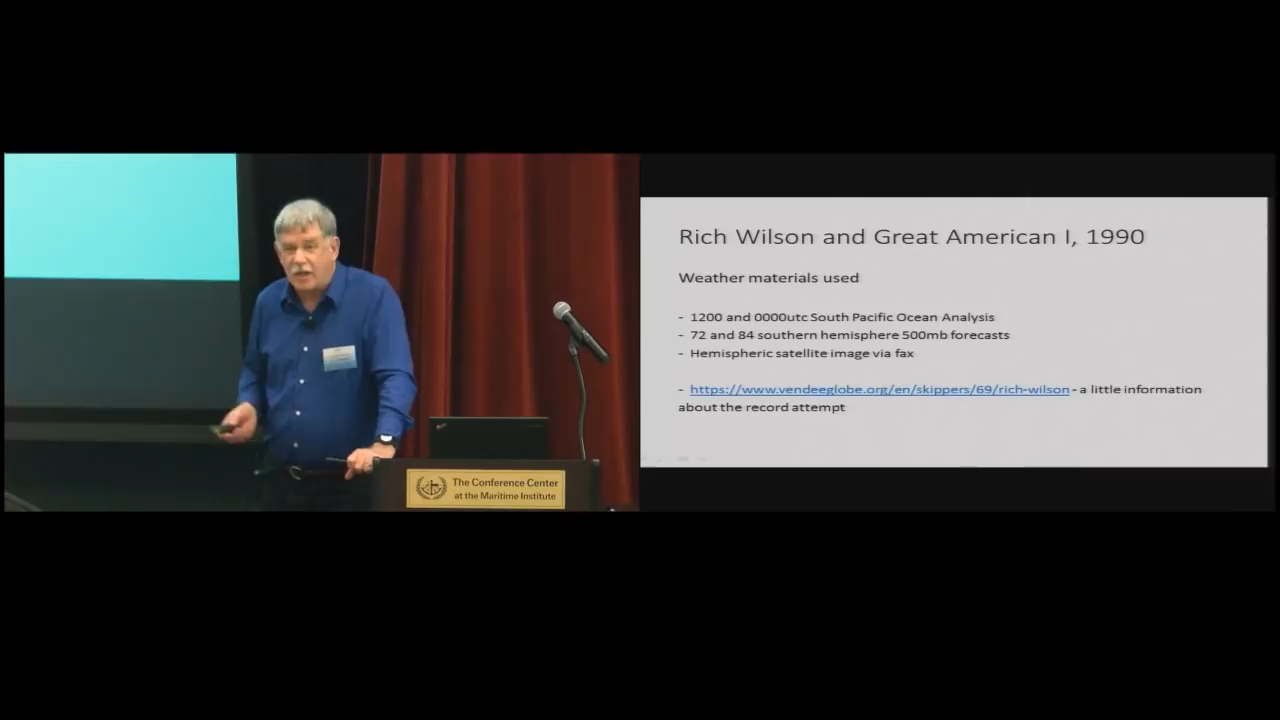 Rich Wilson and Great American I, 1990
Weather materials used
- 1200 and 0000utc South Pacific Ocean Analysis
- 72 and 84 southern hemisphere 500mb forecasts
- Hemispheric satellite image via fax
- https://www.vendeeglobe.org/en/skippers/69/rich-wilson - a little information
about the record attempt
The Conference Center
at the Maritime Institute